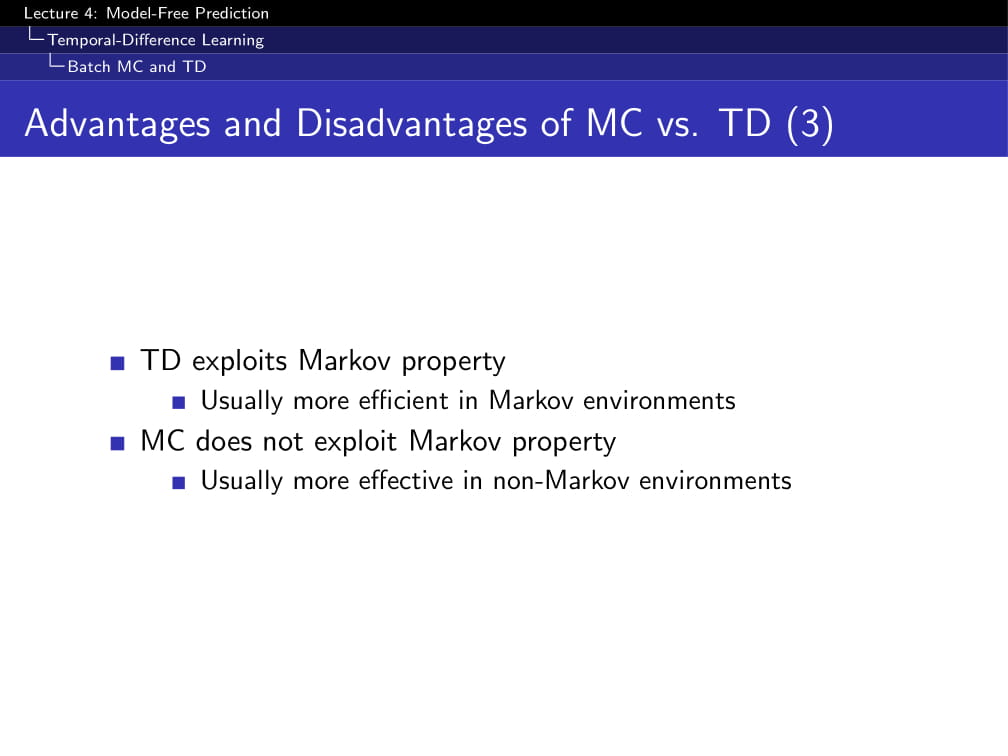 Lecture 4: Model-Free Prediction
Temporal-Difference Learning
Batch MC and TD
Advantages and Disadvantages of MC vs. TD (3)
TD exploits Markov property
Usually more efficient in Markov environments
MC does not exploit Markov property
Usually more effective in non-Markov environments